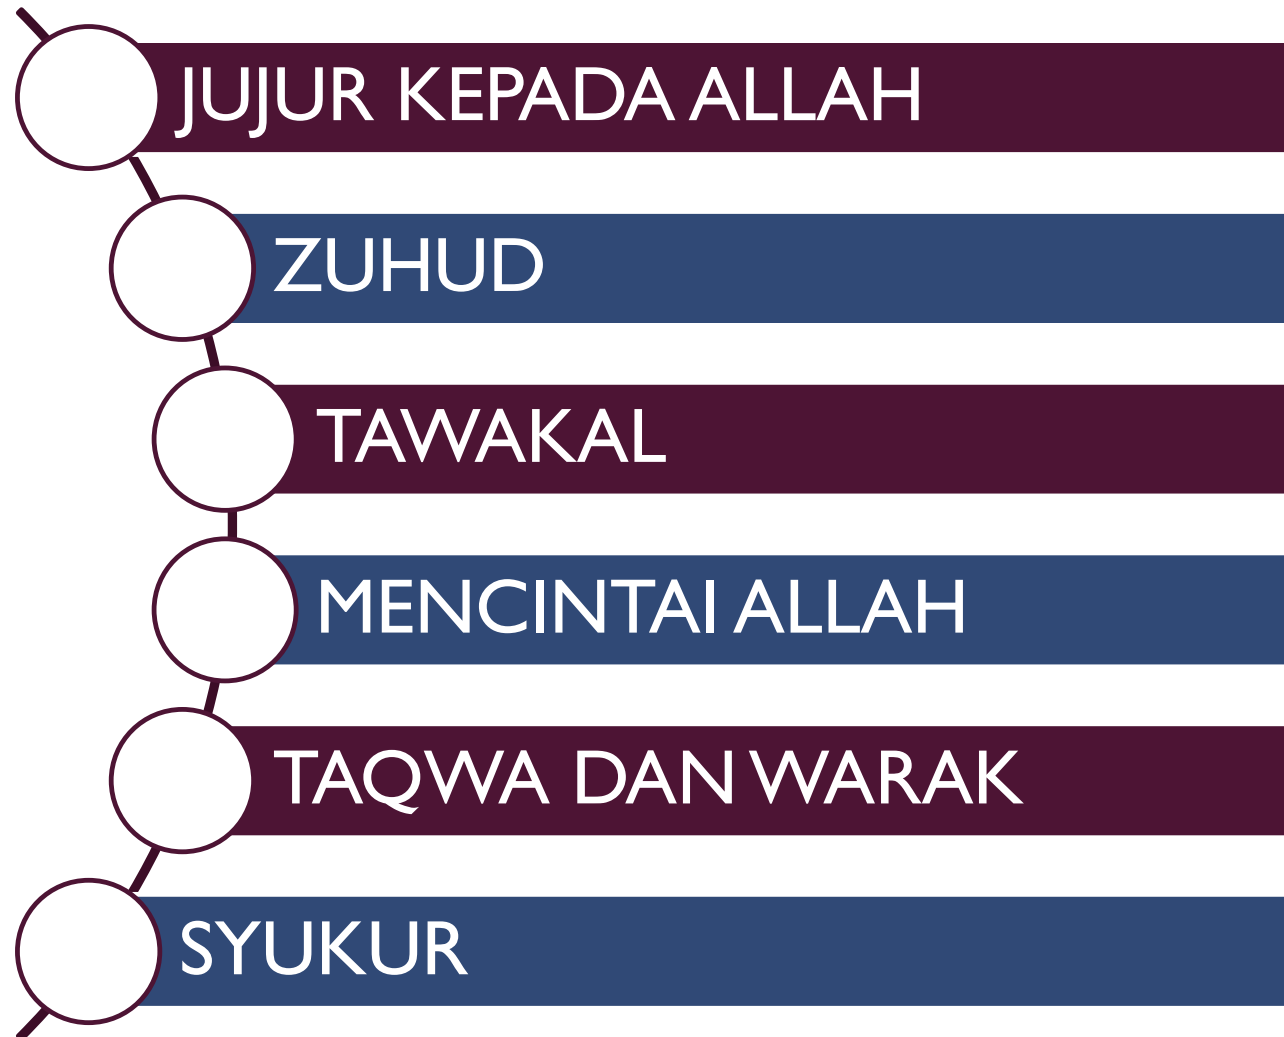 JUJUR KEPADA ALLAH
ZUHUD
TAWAKAL
MENCINTAI ALLAH
TAQWA DAN WARAK
SYUKUR